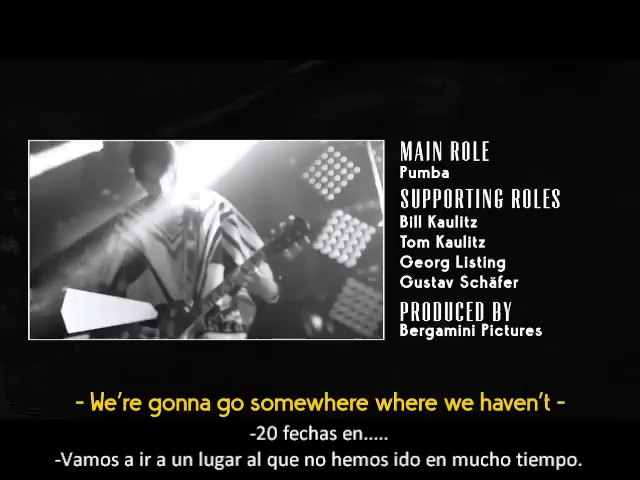 MAIN ROLE
Pumba
SUPPORTING ROLES
Bill Kaulitz
Tom Kaulitz
Georg Listing
Gustav Schäfer
PRODUCED BY
Bergamini Pictures
- We're gonna go somewhere where we haven't -
-20 fechas en.....
-Vamos a ir a un lugar al que no hemos ido en mucho tiempo.